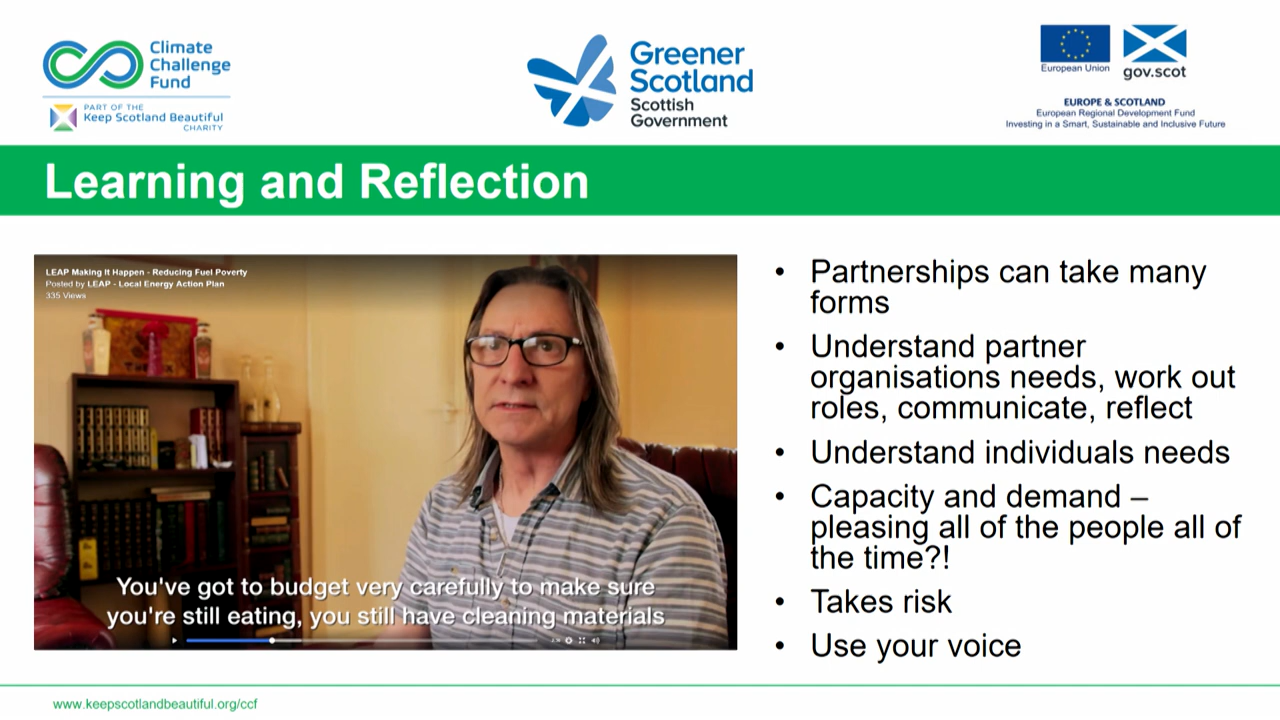 Climate
Challenge
Fund
PART OF THE
Keep Scotland Beautiful
CHARITY
Greener
Scotland
Scottish
Government
European Union
gov.scot
EUROPE & SCOTLAND
European Regional Development Fund
Investing in a Smart, Sustainable and Inclusive Future
Learning and Reflection
LEAP Making It Happen - Reducing Fuel Poverty
Posted by LEAP - Local Energy Action Plan
335 Views
You've got to budget very carefully to make sure
you're still eating, you still have cleaning materials
• Partnerships can take many
forms
• Understand partner
organisations needs, work out
roles, communicate, reflect
• Understand individuals needs
• Capacity and demand –
pleasing all of the people all of
the time?!
• Takes risk
• Use your voice
www.keepscotlandbeautiful.org/ccf